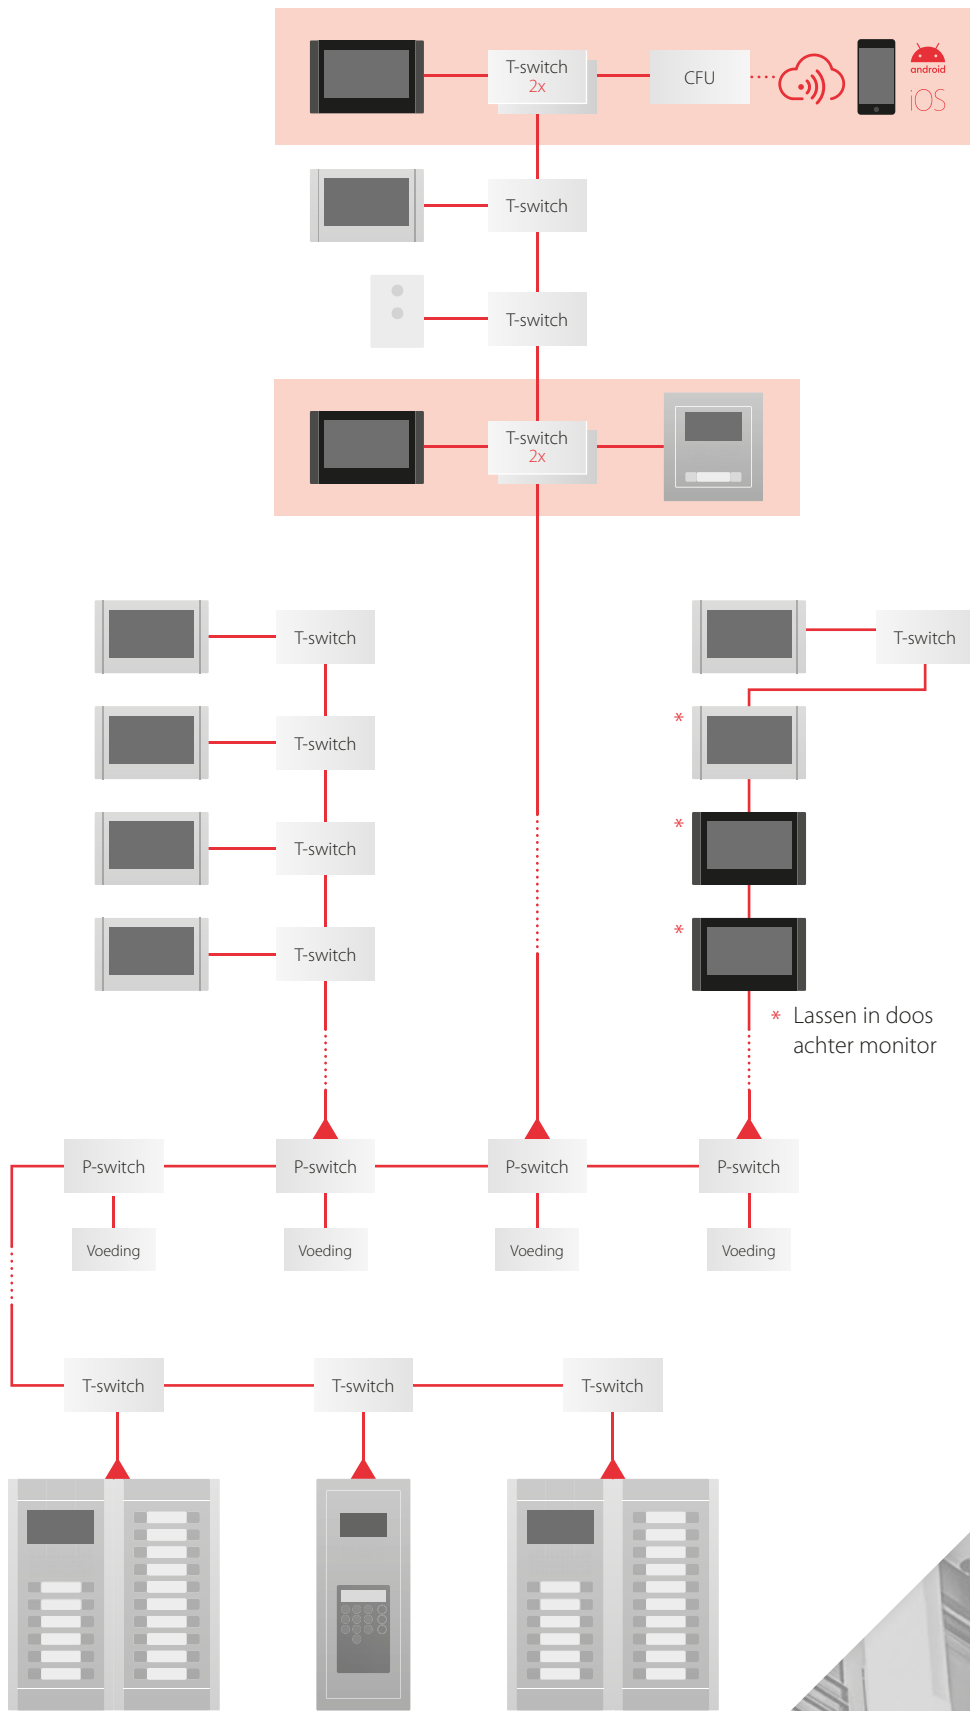 T-switch
2x
CFU
android
iOS
T-switch
T-switch
T-switch
2x
T-switch
T-switch
T-switch
T-switch
T-switch
T-switch
*
*
*
* Lassen in doos
achter monitor
P-switch
P-switch
P-switch
P-switch
Voeding
Voeding
Voeding
Voeding
T-switch
T-switch
T-switch